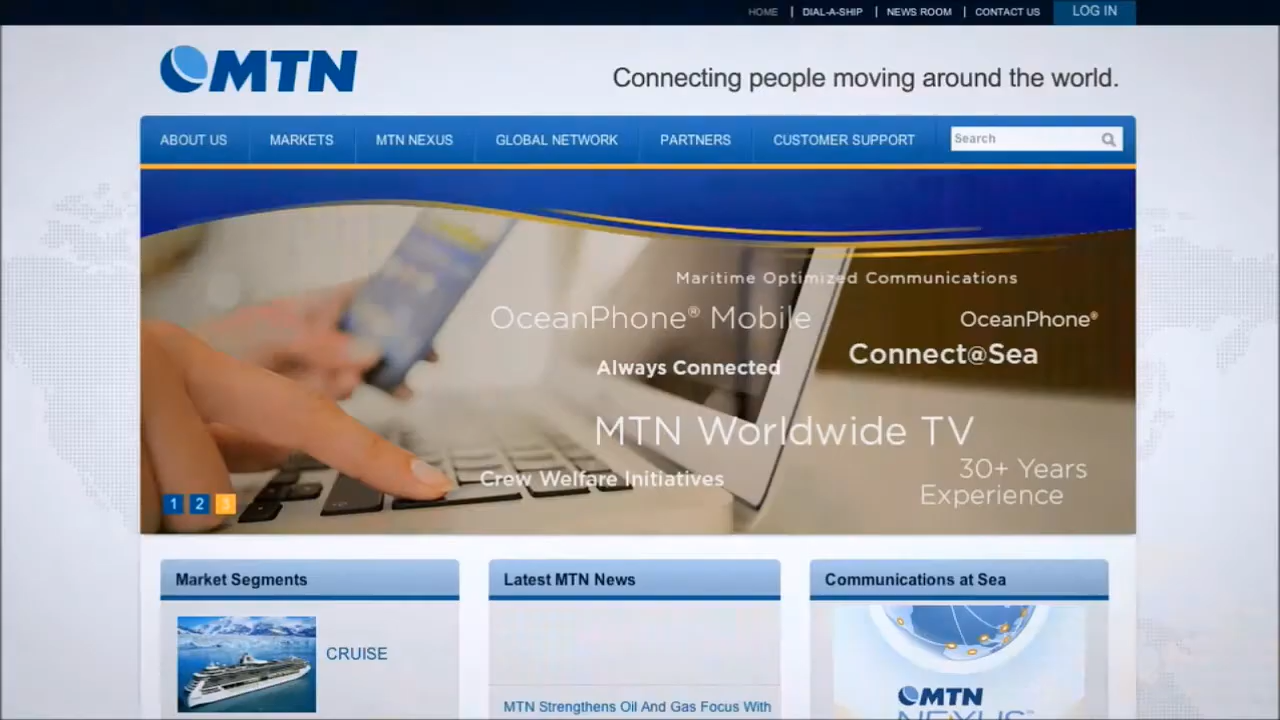 HOME | DIAL-A-SHIP | NEWS ROOM | CONTACT US LOG IN
MTN
Connecting people moving around the world.
ABOUT US MARKETS MTN NEXUS GLOBAL NETWORK PARTNERS CUSTOMER SUPPORT Search
Maritime Optimized Communications
OceanPhone® Mobile OceanPhone®
Always Connected Connect@Sea
MTN Worldwide TV
Crew Welfare Initiatives
30+ Years
Experience
1 2 3
Market Segments Latest MTN News Communications at Sea
CRUISE
MTN
NEXUS™
MTN Strengthens Oil And Gas Focus With